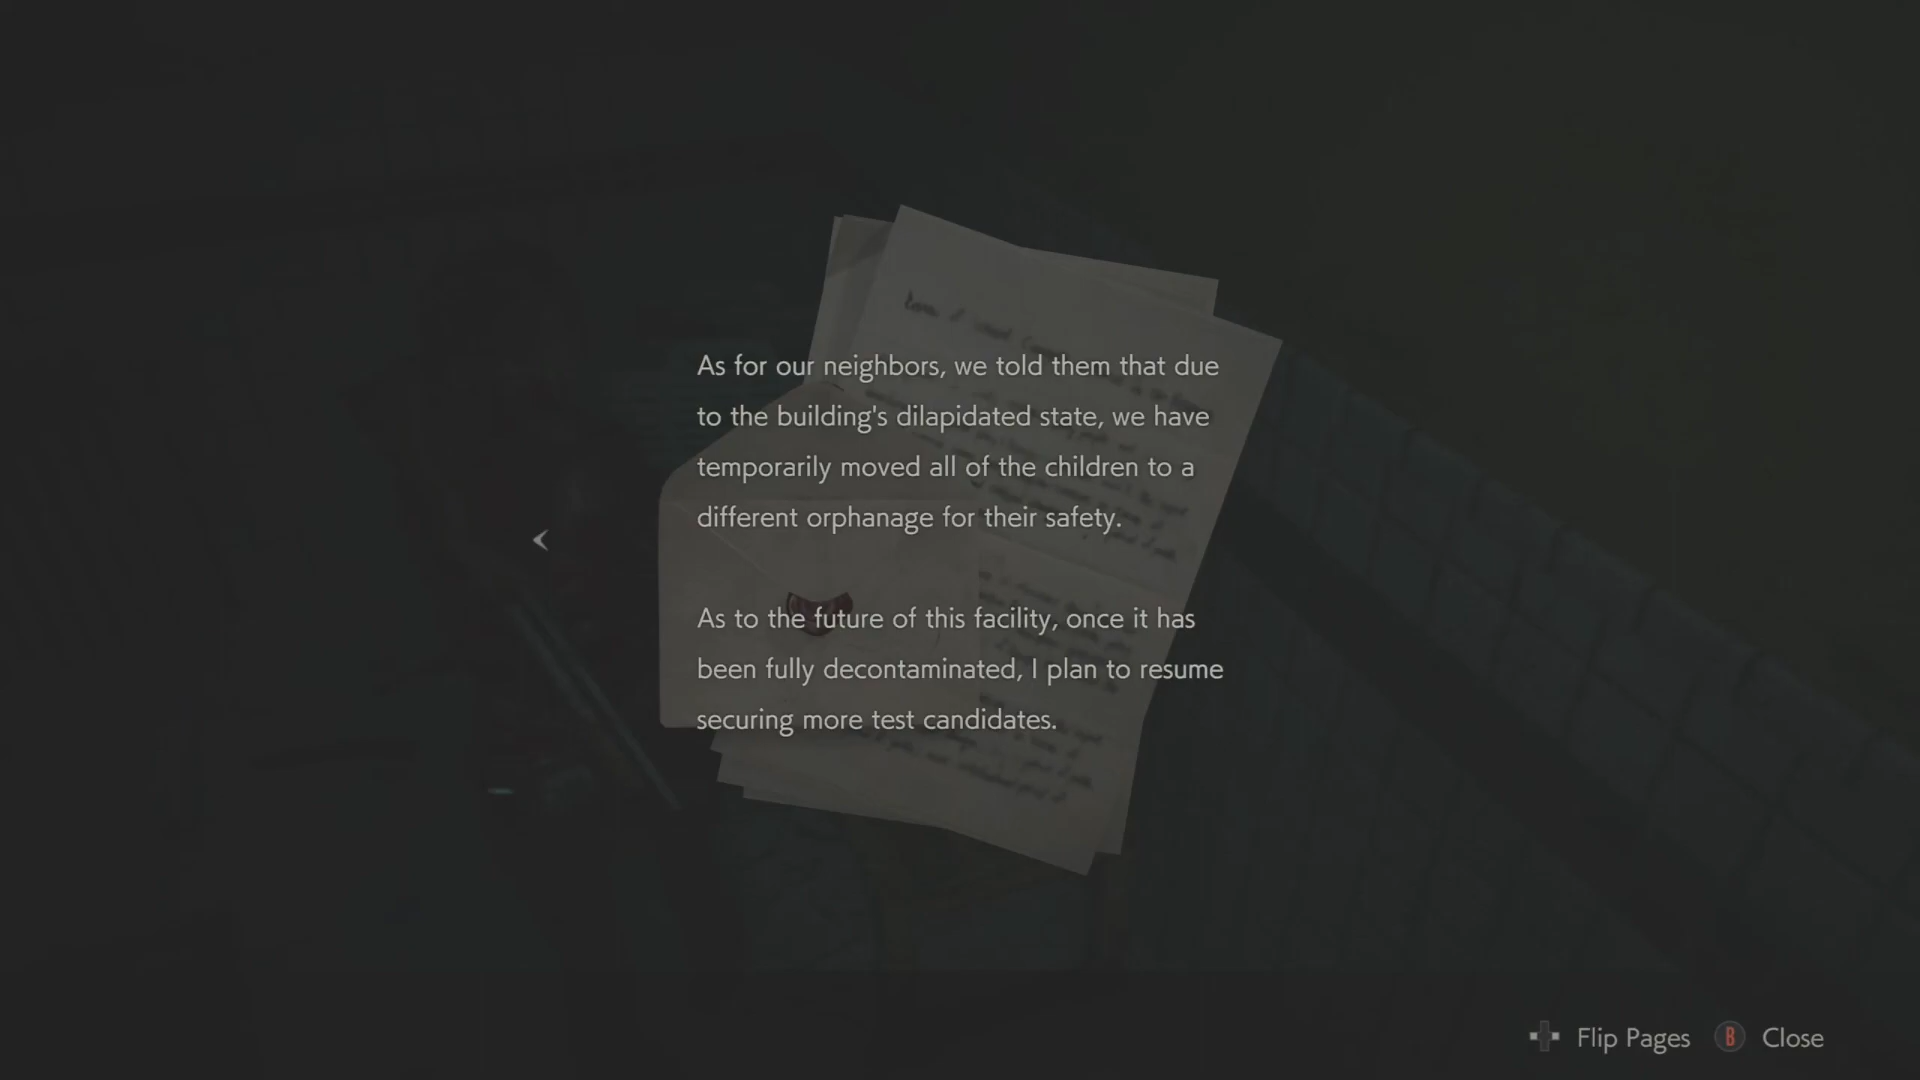 As for our neighbors, we told them that due
to the building's dilapidated state, we have
temporarily moved all of the children to a
different orphanage for their safety.
As to the future of this facility, once it has
been fully decontaminated, I plan to resume
securing more test candidates.
Flip Pages B Close